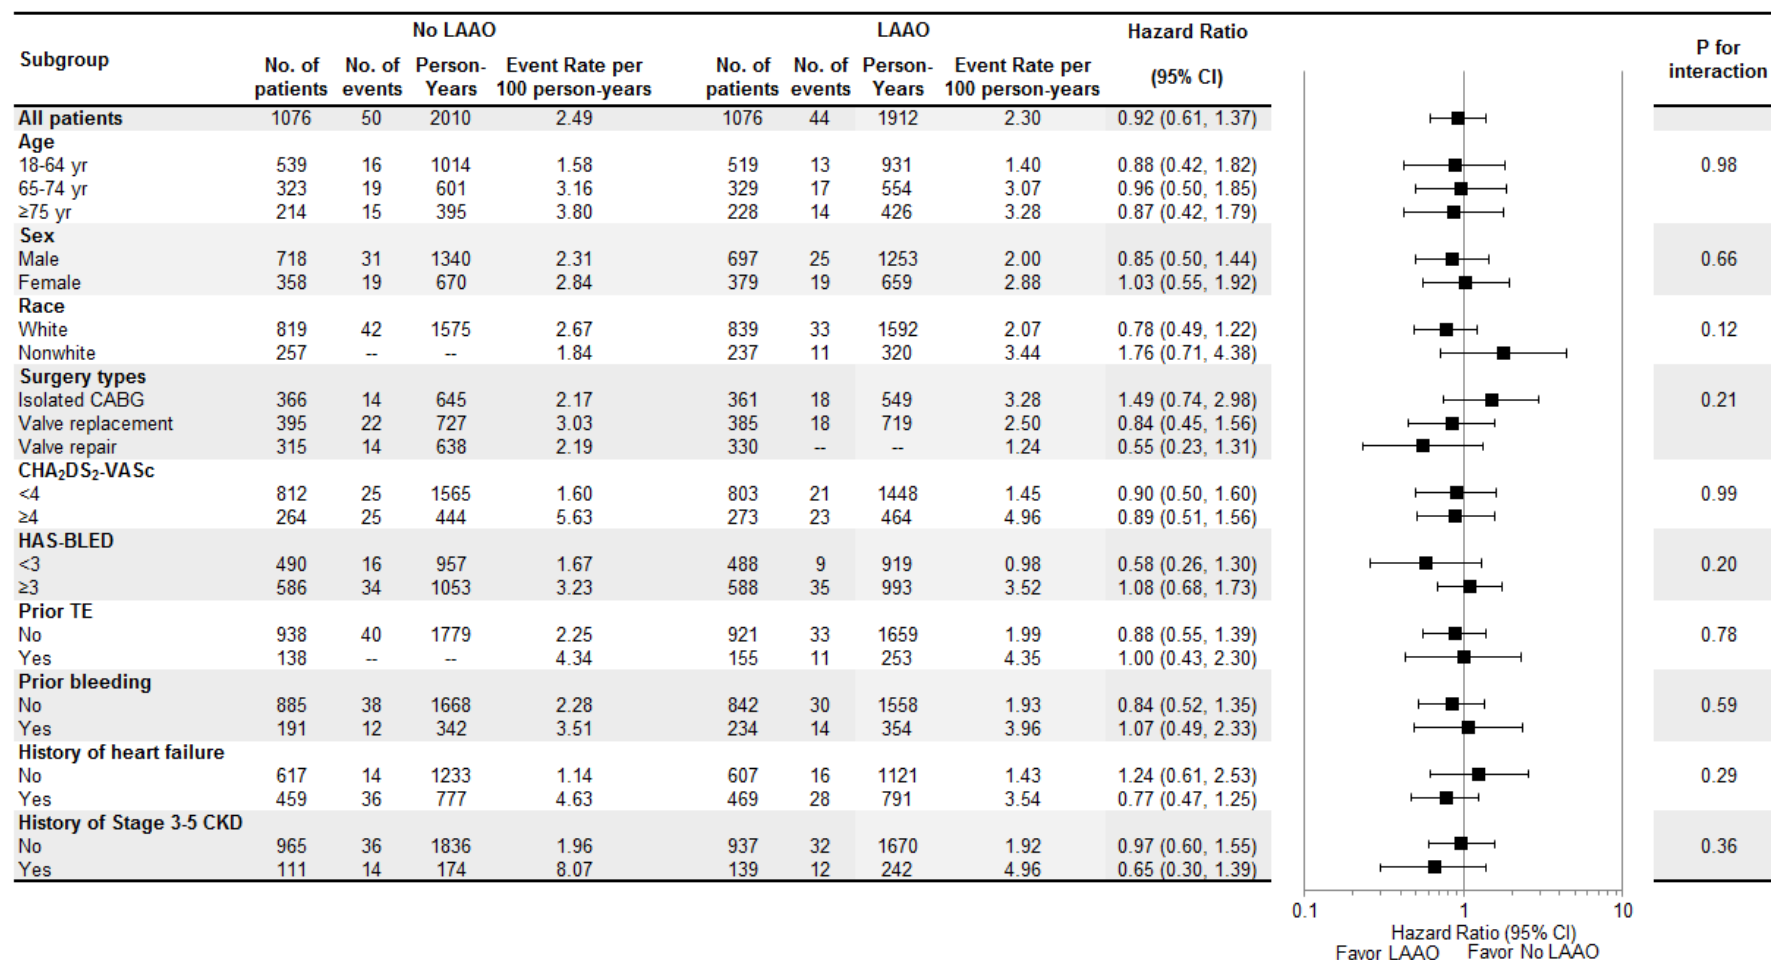 No LAAO LAAO Hazard Ratio
Subgroup No. of patients No. of events Person-Years Event Rate per 100 person-years No. of patients No. of events Person-Years Event Rate per 100 person-years (95% CI) P for interaction
All patients 1076 50 2010 2.49 1076 44 1912 2.30 0.92 (0.61, 1.37)
Age
18-64 yr 539 16 1014 1.58 519 13 931 1.40 0.88 (0.42, 1.82) 0.98
65-74 yr 323 19 601 3.16 329 17 554 3.07 0.96 (0.50, 1.85)
≥75 yr 214 15 395 3.80 228 14 426 3.28 0.87 (0.42, 1.79)
Sex
Male 718 31 1340 2.31 697 25 1253 2.00 0.85 (0.50, 1.44) 0.66
Female 358 19 670 2.84 379 19 659 2.88 1.03 (0.55, 1.92)
Race
White 819 42 1575 2.67 839 33 1592 2.07 0.78 (0.49, 1.22) 0.12
Nonwhite 257 -- -- 1.84 237 11 320 3.44 1.76 (0.71, 4.38)
Surgery types
Isolated CABG 366 14 645 2.17 361 18 549 3.28 1.49 (0.74, 2.98) 0.21
Valve replacement 395 22 727 3.03 385 18 719 2.50 0.84 (0.45, 1.56)
Valve repair 315 14 638 2.19 330 -- -- 1.24 0.55 (0.23, 1.31)
CHA₂DS₂-VASc
<4 812 25 1565 1.60 803 21 1448 1.45 0.90 (0.50, 1.60) 0.99
≥4 264 25 444 5.63 273 23 464 4.96 0.89 (0.51, 1.56)
HAS-BLED
<3 490 16 957 1.67 488 9 919 0.98 0.58 (0.26, 1.30) 0.20
≥3 586 34 1053 3.23 588 35 993 3.52 1.08 (0.68, 1.73)
Prior TE
No 938 40 1779 2.25 921 33 1659 1.99 0.88 (0.55, 1.39) 0.78
Yes 138 -- -- 4.34 155 11 253 4.35 1.00 (0.43, 2.30)
Prior bleeding
No 885 38 1668 2.28 842 30 1558 1.93 0.84 (0.52, 1.35) 0.59
Yes 191 12 342 3.51 234 14 354 3.96 1.07 (0.49, 2.33)
History of heart failure
No 617 14 1233 1.14 607 16 1121 1.43 1.24 (0.61, 2.53) 0.29
Yes 459 36 777 4.63 469 28 791 3.54 0.77 (0.47, 1.25)
History of Stage 3-5 CKD
No 965 36 1836 1.96 937 32 1670 1.92 0.97 (0.60, 1.55) 0.36
Yes 111 14 174 8.07 139 12 242 4.96 0.65 (0.30, 1.39)
0.1 1 10
Hazard Ratio (95% CI)
Favor LAAO Favor No LAAO